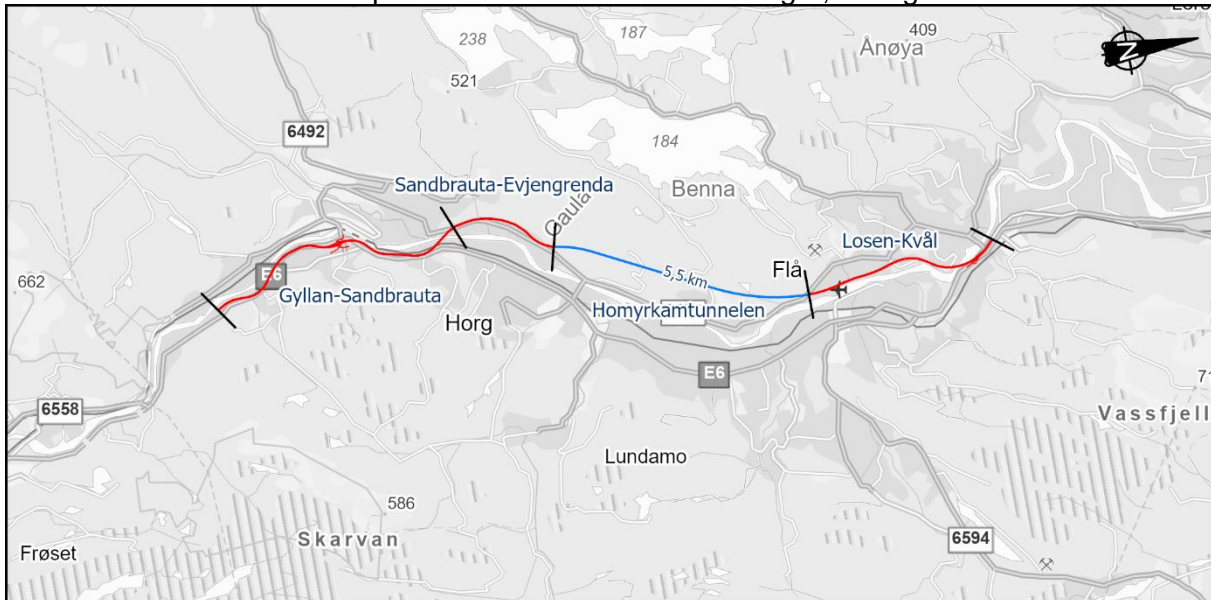 238
187
409
Ånøya
521
6492
184
Sandbrauta-Evjengrenda
Benna
Gaula
Losen-Kvål
662
E6
5,5 km
Flå
Gyllan-Sandbrauta
Homyrkamtunnelen
Horg
E6
6558
Vassfjell
Lundamo
586
Skarvan
6594
Frøset
N